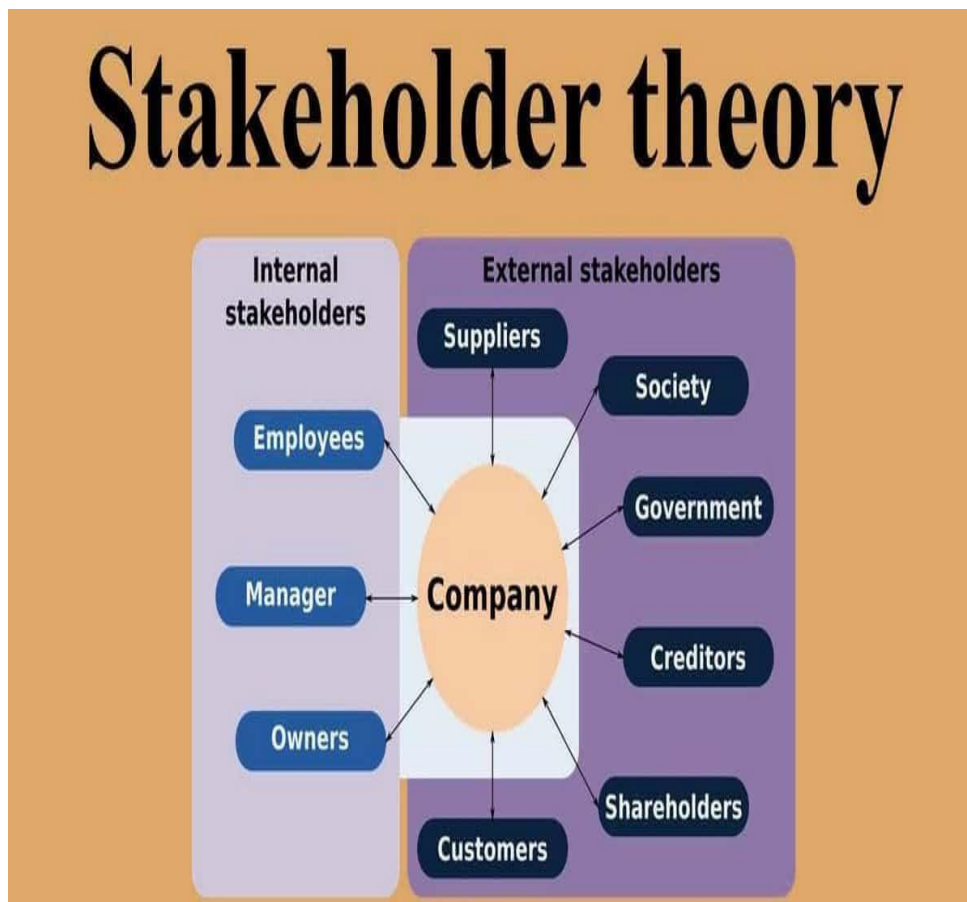 Stakeholder theory
Internal
stakeholders
External stakeholders
Suppliers
Society
Employees
Government
Manager
Company
Creditors
Owners
Shareholders
Customers